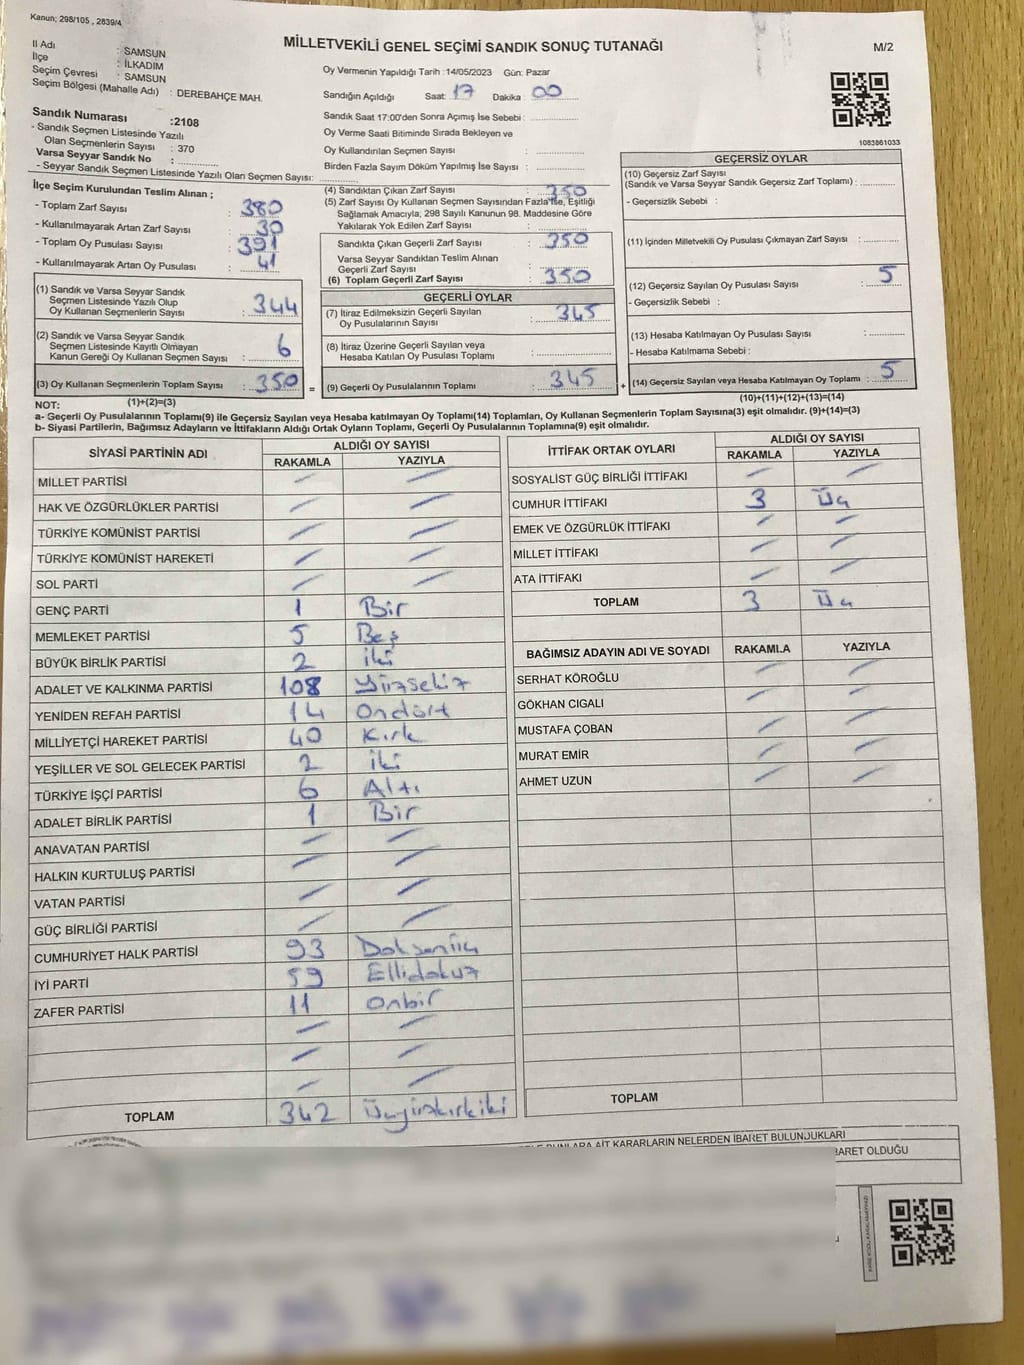 Kanun; 298/105 , 2839/4
MİLLETVEKİLİ GENEL SEÇİMİ SANDIK SONUÇ TUTANAĞI
M/2
İl Adı : SAMSUN
İlçe : İLKADIM
Seçim Çevresi : SAMSUN
Seçim Bölgesi (Mahalle Adı) : DEREBAHÇE MAH.
Sandık Numarası :2108
- Sandık Seçmen Listesinde Yazılı
Olan Seçmenlerin Sayısı : 370
Varsa Seyyar Sandık No :
- Seyyar Sandık Seçmen Listesinde Yazılı Olan Seçmen Sayısı:
Oy Vermenin Yapıldığı Tarih :14/05/2023 Gün: Pazar
Sandığın Açıldığı Saat: 17 Dakika : 00
Sandık Saat 17:00'den Sonra Açımış İse Sebebi :
Oy Verme Saati Bitiminde Sırada Bekleyen ve
Oy Kullandırılan Seçmen Sayısı :
Birden Fazla Sayım Döküm Yapılmış İse Sayısı :
1083861033
İlçe Seçim Kurulundan Teslim Alınan ;
- Toplam Zarf Sayısı : 380
- Kullanılmayarak Artan Zarf Sayısı : 30
- Toplam Oy Pusulası Sayısı : 391
- Kullanılmayarak Artan Oy Pusulası : 41
(1) Sandık ve Varsa Seyyar Sandık
Seçmen Listesinde Yazılı Olup
Oy Kullanan Seçmenlerin Sayısı : 344
(2) Sandık ve Varsa Seyyar Sandık
Seçmen Listesinde Kayıtlı Olmayan
Kanun Gereği Oy Kullanan Seçmen Sayısı : 6
(3) Oy Kullanan Seçmenlerin Toplam Sayısı : 350 =
(1)+(2)=(3)
(4) Sandıktan Çıkan Zarf Sayısı : 350
(5) Zarf Sayısı Oy Kullanan Seçmen Sayısından Fazla İse, Eşitliği
Sağlamak Amacıyla, 298 Sayılı Kanunun 98. Maddesine Göre
Yakılarak Yok Edilen Zarf Sayısı :
Sandıkta Çıkan Geçerli Zarf Sayısı : 350
Varsa Seyyar Sandıktan Teslim Alınan
Geçerli Zarf Sayısı :
(6) Toplam Geçerli Zarf Sayısı : 350
GEÇERLİ OYLAR
(7) İtiraz Edilmeksizin Geçerli Sayılan
Oy Pusulalarının Sayısı : 345
(8) İtiraz Üzerine Geçerli Sayılan veya
Hesaba Katılan Oy Pusulası Toplamı :
(9) Geçerli Oy Pusulalarının Toplamı : 345 +
GEÇERSİZ OYLAR
(10) Geçersiz Zarf Sayısı
(Sandık ve Varsa Seyyar Sandık Geçersiz Zarf Toplamı) :
- Geçersizlik Sebebi :
(11) İçinden Milletvekili Oy Pusulası Çıkmayan Zarf Sayısı :
(12) Geçersiz Sayılan Oy Pusulası Sayısı : 5
- Geçersizlik Sebebi :
(13) Hesaba Katılmayan Oy Pusulası Sayısı :
- Hesaba Katılmama Sebebi :
(14) Geçersiz Sayılan veya Hesaba Katılmayan Oy Toplamı : 5
(10)+(11)+(12)+(13)=(14)
NOT:
a- Geçerli Oy Pusulalarının Toplamı(9) ile Geçersiz Sayılan veya Hesaba katılmayan Oy Toplamı(14) Toplamları, Oy Kullanan Seçmenlerin Toplam Sayısına(3) eşit olmalıdır. (9)+(14)=(3)
b- Siyasi Partilerin, Bağımsız Adayların ve İttifakların Aldığı Ortak Oyların Toplamı, Geçerli Oy Pusulalarının Toplamına(9) eşit olmalıdır.
SİYASİ PARTİNİN ADI ALDIĞI OY SAYISI
RAKAMLA YAZIYLA
MİLLET PARTİSİ
HAK VE ÖZGÜRLÜKLER PARTİSİ
TÜRKİYE KOMÜNİST PARTİSİ
TÜRKİYE KOMÜNİST HAREKETİ
SOL PARTİ
GENÇ PARTİ 1 Bir
MEMLEKET PARTİSİ 5 Beş
BÜYÜK BİRLİK PARTİSİ 2 iki
ADALET VE KALKINMA PARTİSİ 108 Yüzsekiz
YENİDEN REFAH PARTİSİ 14 Ondört
MİLLİYETÇİ HAREKET PARTİSİ 40 Kırk
YEŞİLLER VE SOL GELECEK PARTİSİ 2 iki
TÜRKİYE İŞÇİ PARTİSİ 6 Altı
ADALET BİRLİK PARTİSİ 1 Bir
ANAVATAN PARTİSİ
HALKIN KURTULUŞ PARTİSİ
VATAN PARTİSİ
GÜÇ BİRLİĞİ PARTİSİ
CUMHURİYET HALK PARTİSİ 93 Doksanüç
İYİ PARTİ 59 Ellidokuz
ZAFER PARTİSİ 11 Onbir
TOPLAM 342 Üçyüzkırkiki
İTTİFAK ORTAK OYLARI ALDIĞI OY SAYISI
RAKAMLA YAZIYLA
SOSYALİST GÜÇ BİRLİĞİ İTTİFAKI
CUMHUR İTTİFAKI 3 Üç
EMEK VE ÖZGÜRLÜK İTTİFAKI
MİLLET İTTİFAKI
ATA İTTİFAKI
TOPLAM 3 Üç
BAĞIMSIZ ADAYIN ADI VE SOYADI RAKAMLA YAZIYLA
SERHAT KÖROĞLU
GÖKHAN CIGALI
MUSTAFA ÇOBAN
MURAT EMİR
AHMET UZUN
TOPLAM
BUNLARA AİT KARARLARIN NELERDEN İBARET BULUNDUKLARI
İBARET OLDUĞU